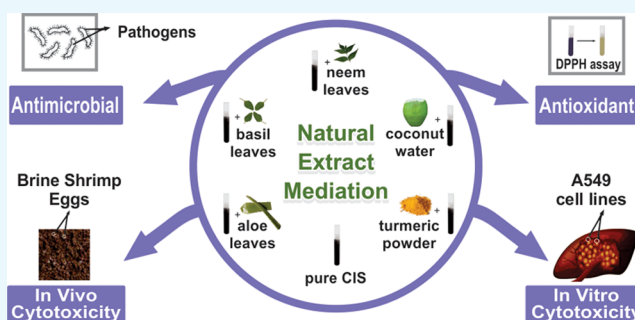 Pathogens
Antimicrobial
DPPH assay
Antioxidant
Natural
Extract
Mediation
+
neem
leaves
+
basil
leaves
+
coconut
water
+
aloe
leaves
+
turmeric
powder
pure CIS
Brine Shrimp
Eggs
In Vivo
Cytotoxicity
A549
cell lines
In Vitro
Cytotoxicity